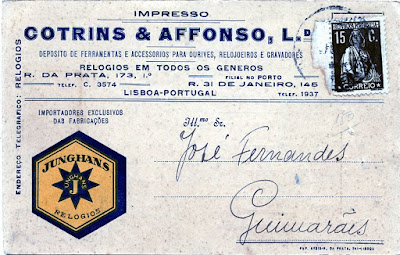 IMPRESSO
COTRINS & AFFONSO, L.DA
DEPOSITO DE FERRAMENTAS E ACCESSORIOS PARA OURIVES, RELOJOEIROS E GRAVADORES
RELOGIOS EM TODOS OS GENEROS
R. DA PRATA, 173, 1.º
FILIAL NO PORTO
TELEF. C. 3574
R. 31 DE JANEIRO, 145
LISBOA-PORTUGAL
TELEF. 1937
ENDEREÇO TELEGRAFICO: RELOGIOS
15 C.
CORREIO
IMPORTADORES EXCLUSIVOS
DAS FABRICAÇÕES
JUNGHANS
J
RELOGIOS
Ill.mo Sr.
José Fernandes
Guimarães